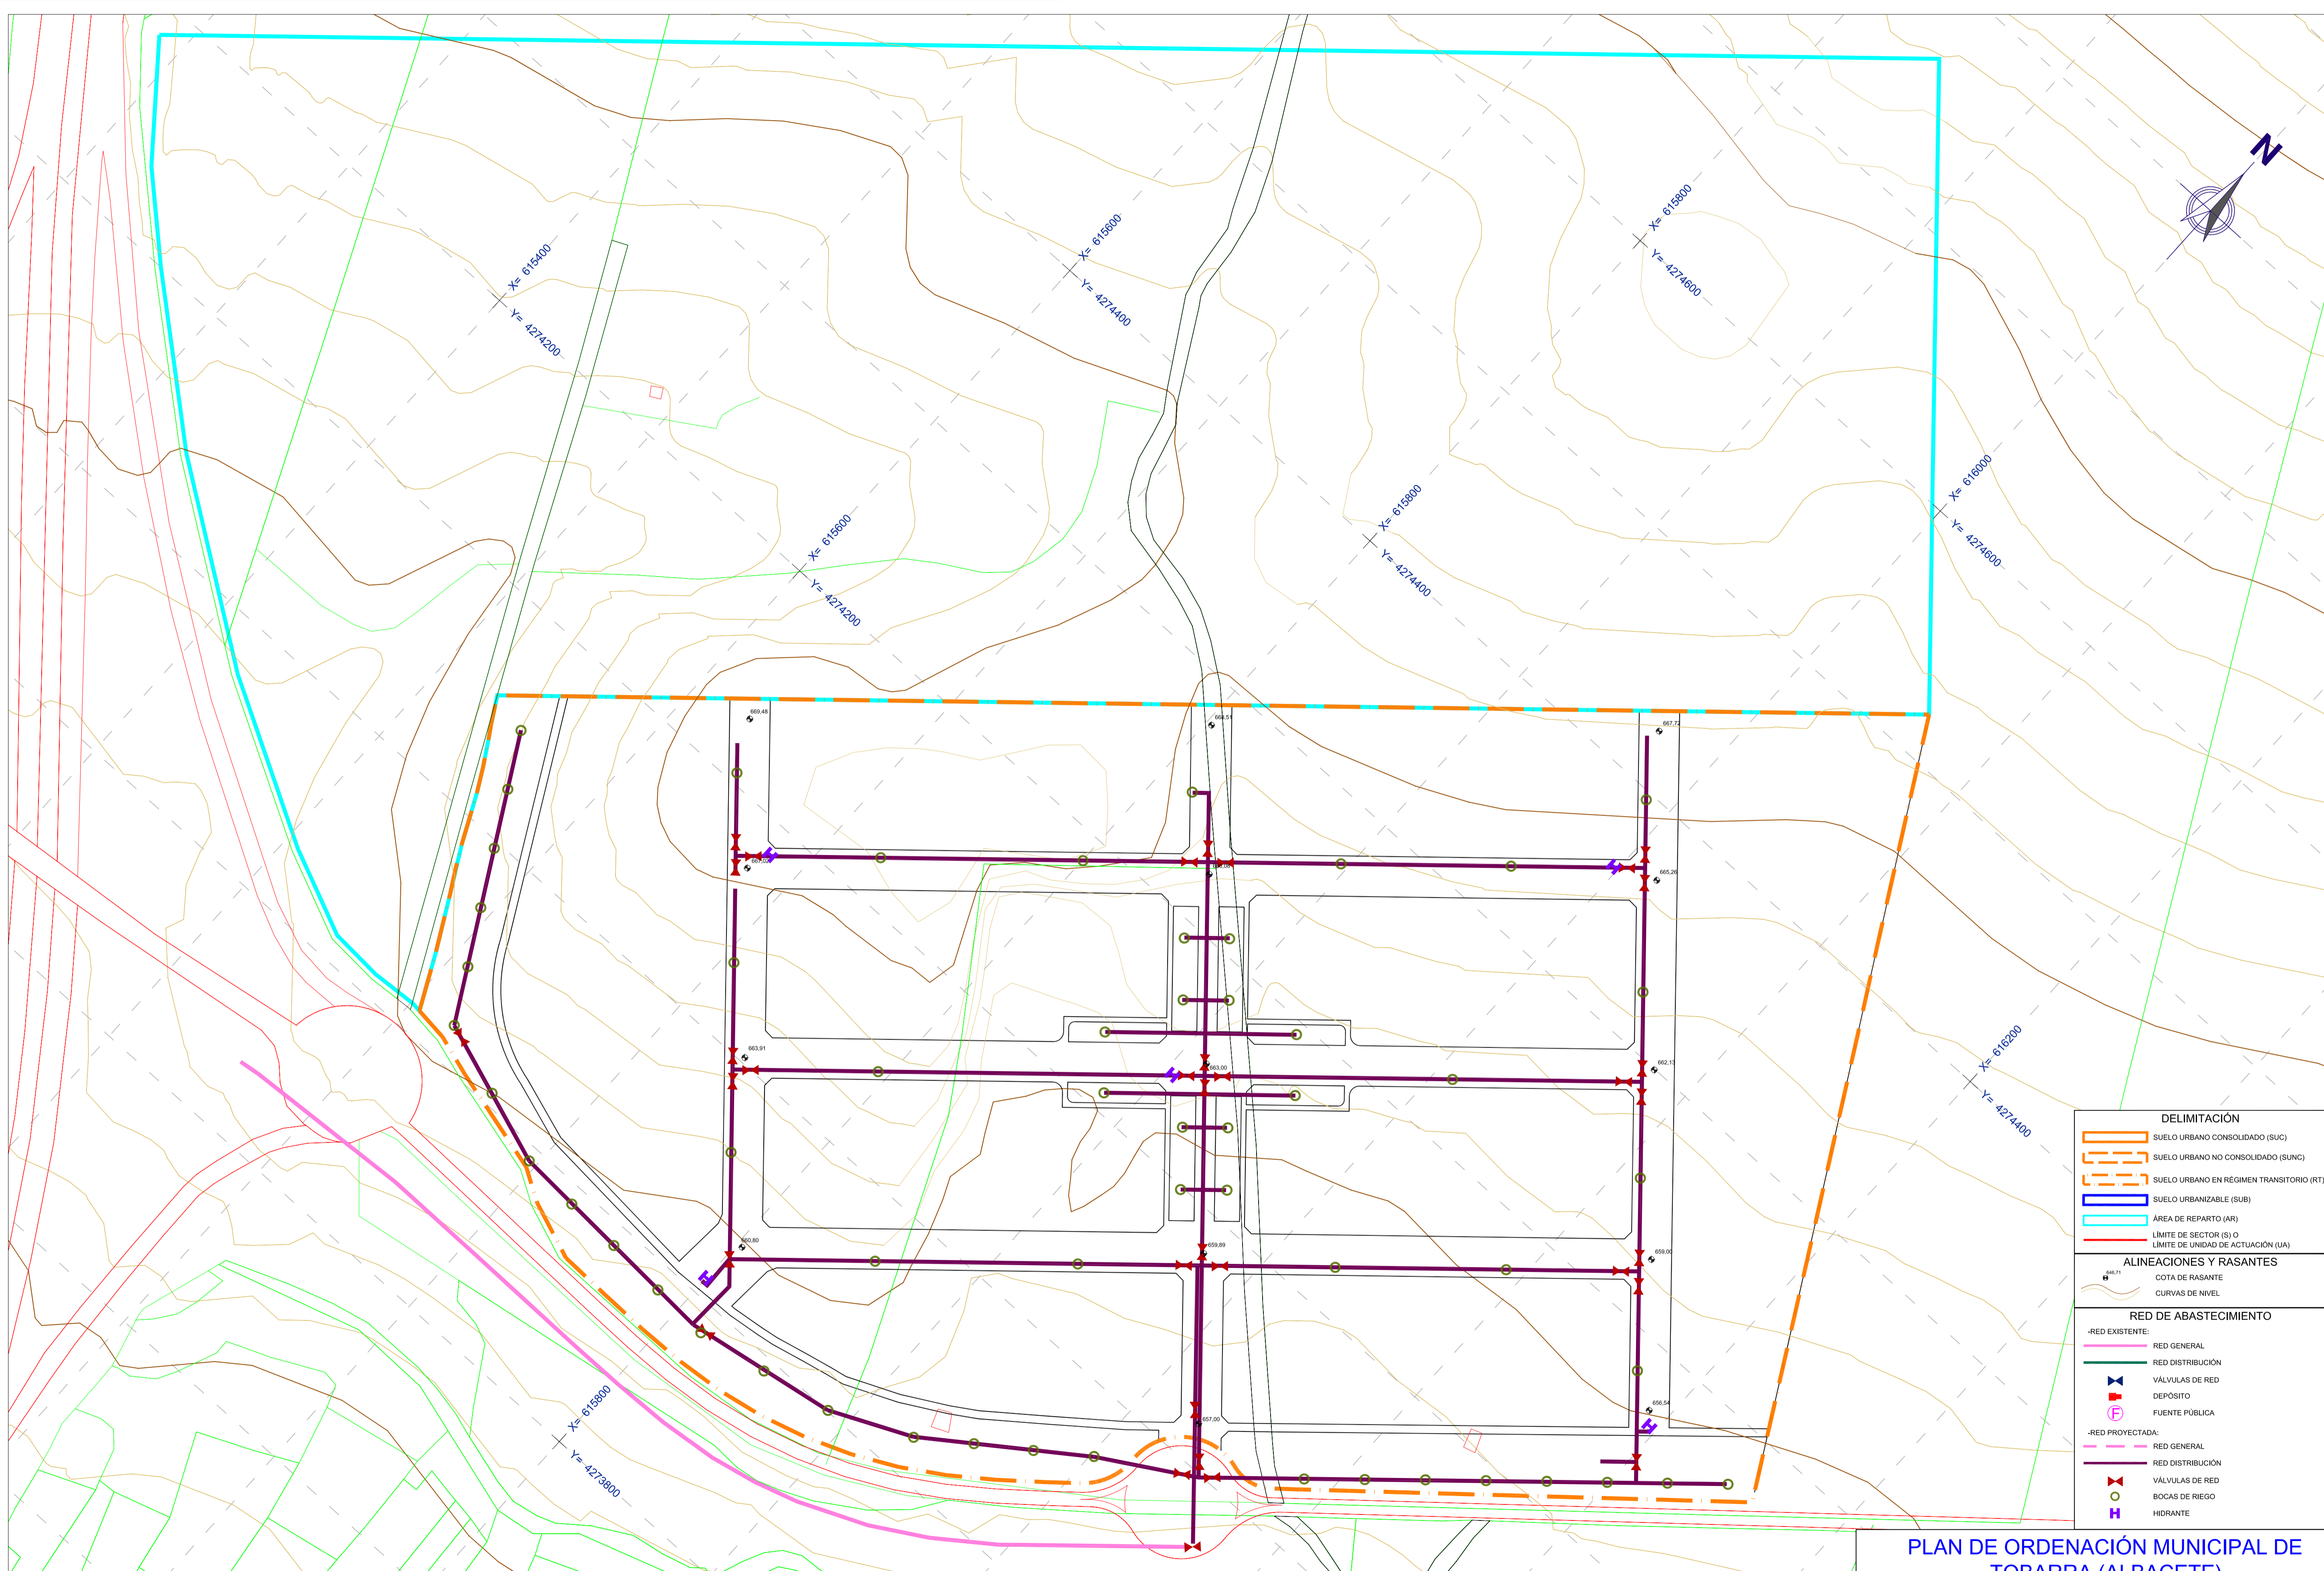 N
X= 615800
Y= 4274600
X= 615600
Y= 4274400
X= 615400
Y= 4274200
X= 616000
Y= 4274600
X= 615800
Y= 4274400
X= 615600
Y= 4274200
669,48
667,72
665,26
663,91
663,00
662,13
X= 616200
Y= 4274400
660,80
659,89
659,00
657,00
656,54
X= 615800
Y= 4273800
DELIMITACIÓN
SUELO URBANO CONSOLIDADO (SUC)
SUELO URBANO NO CONSOLIDADO (SUNC)
SUELO URBANO EN RÉGIMEN TRANSITORIO (RT)
SUELO URBANIZABLE (SUB)
ÁREA DE REPARTO (AR)
LÍMITE DE SECTOR (S) O
LÍMITE DE UNIDAD DE ACTUACIÓN (UA)
ALINEACIONES Y RASANTES
646,71
COTA DE RASANTE
CURVAS DE NIVEL
RED DE ABASTECIMIENTO
-RED EXISTENTE:
RED GENERAL
RED DISTRIBUCIÓN
VÁLVULAS DE RED
DEPÓSITO
F FUENTE PÚBLICA
-RED PROYECTADA:
RED GENERAL
RED DISTRIBUCIÓN
VÁLVULAS DE RED
BOCAS DE RIEGO
H HIDRANTE
PLAN DE ORDENACIÓN MUNICIPAL DE
TOBARRA (ALBACETE)